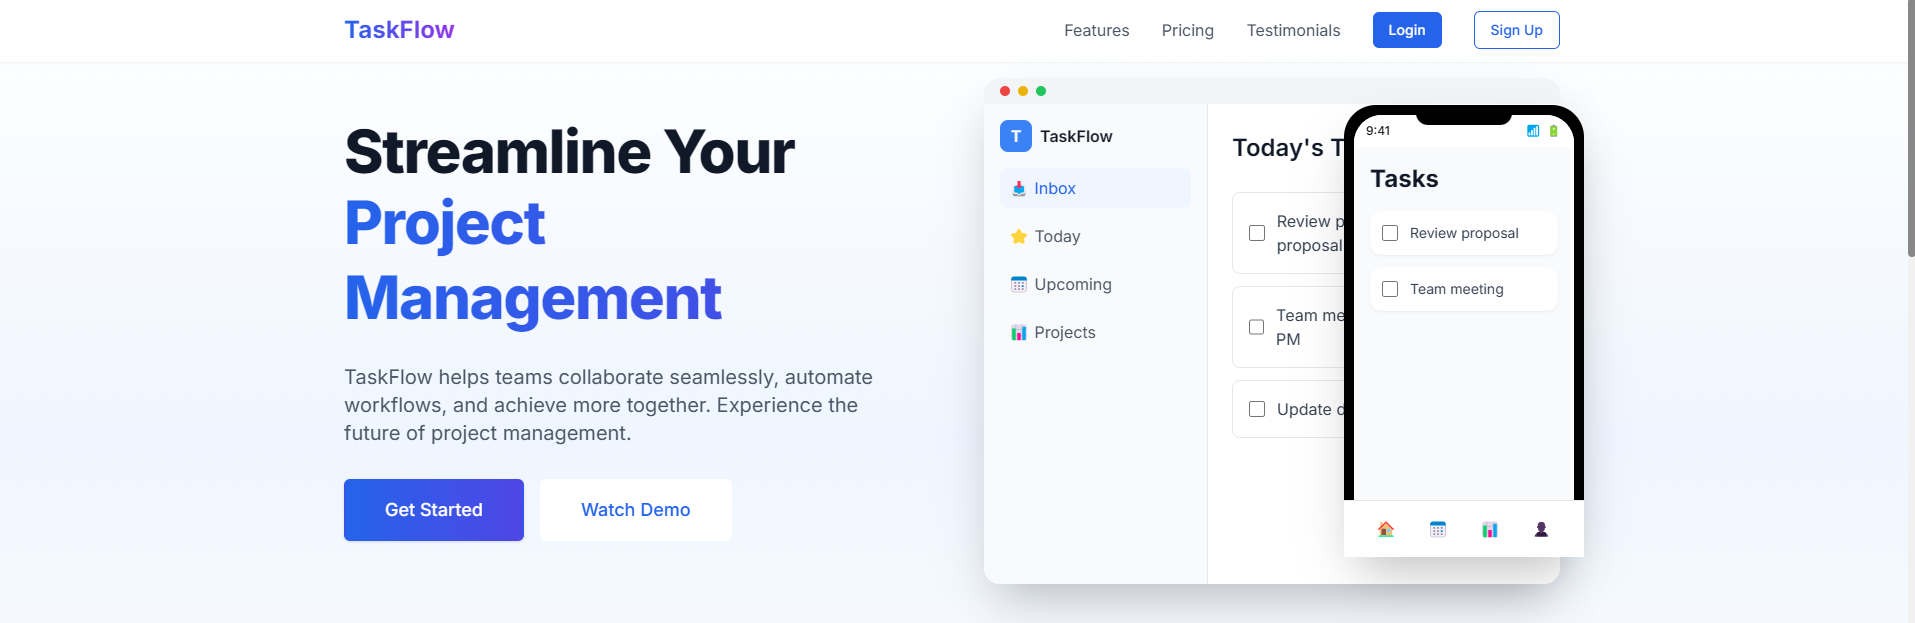 TaskFlow
Features
Pricing
Testimonials
Login
Sign Up
Streamline Your
Project
Management
TaskFlow helps teams collaborate seamlessly, automate
workflows, and achieve more together. Experience the
future of project management.
Get Started
Watch Demo
T
TaskFlow
Inbox
Today
Upcoming
Projects
Today's T
Review p
proposal
Team me
PM
Update d
9:41
Tasks
Review proposal
Team meeting